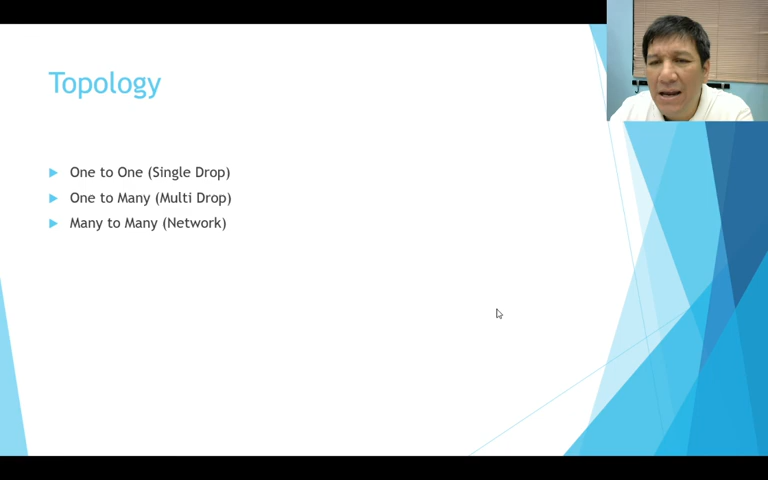 Topology
One to One (Single Drop)
One to Many (Multi Drop)
Many to Many (Network)